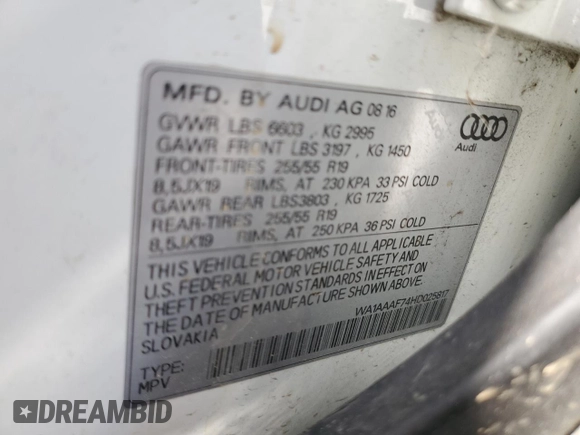 MFD. BY AUDI AG 08 16
GVWR LBS 6603 , KG 2995
GAWR FRONT LBS 3197 , KG 1450
FRONT-TIRES 255/55 R19
8,5JX19 RIMS, AT 230 KPA 33 PSI COLD
GAWR REAR LBS3803 , KG 1725
REAR-TIRES 255/55 R19
8,5JX19 RIMS, AT 250 KPA 36 PSI COLD
THIS VEHICLE CONFORMS TO ALL APPLICABLE
U.S. FEDERAL MOTOR VEHICLE SAFETY AND
THEFT PREVENTION STANDARDS IN EFFECT ON
THE DATE OF MANUFACTURE SHOWN ABOVE.
SLOVAKIA
WA1AAAF74HD025817
TYPE:
MPV
Audi
DREAMBID